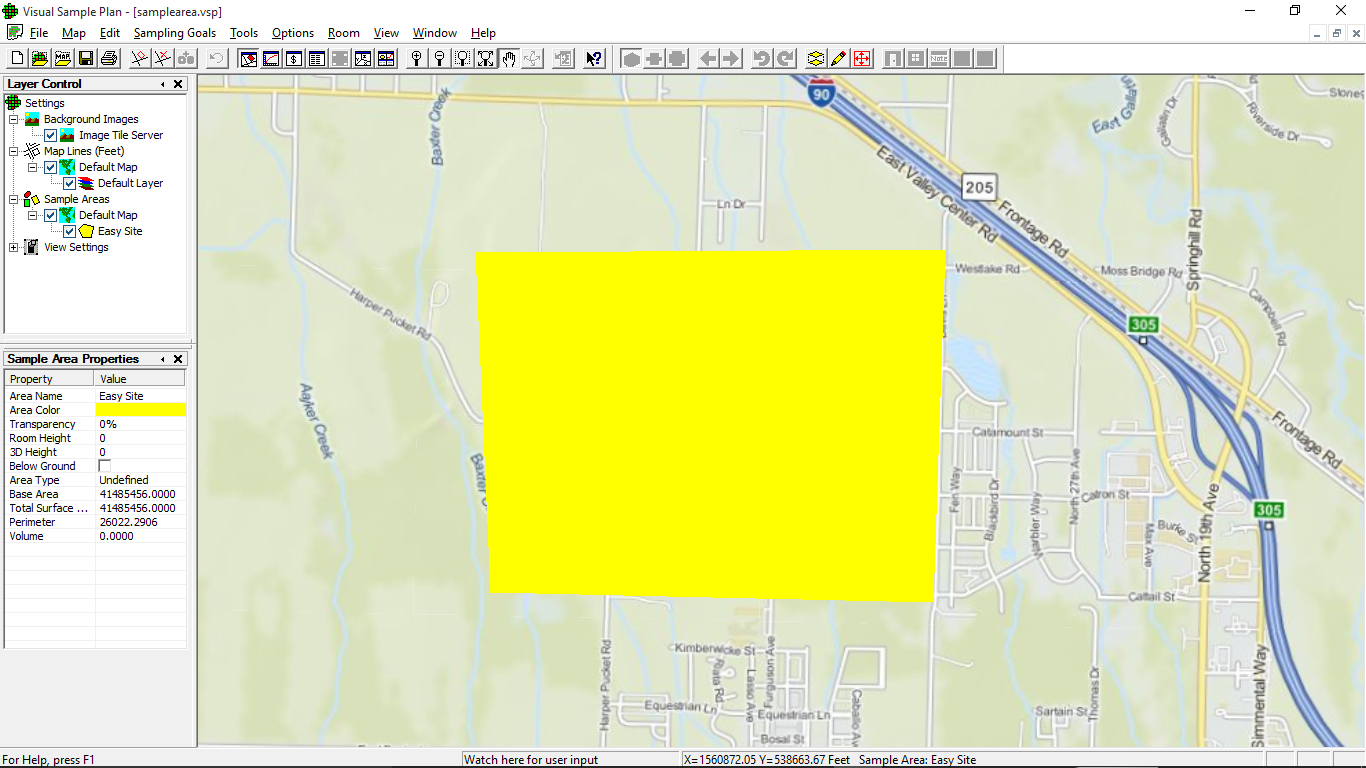 Visual Sample Plan - [samplearea.vsp]
File Map Edit Sampling Goals Tools Options Room View Window Help
Layer Control
Settings
Background Images
Image Tile Server
Map Lines (Feet)
Default Map
Default Layer
Sample Areas
Default Map
Easy Site
View Settings
Sample Area Properties
Property Value
Area Name Easy Site
Area Color
Transparency 0%
Room Height 0
3D Height 0
Below Ground
Area Type Undefined
Base Area 41485456.0000
Total Surface ... 41485456.0000
Perimeter 26022.2906
Volume 0.0000
Note
Baxter Creek
90
East Valley Center Rd
205
Frontage Rd
East Galla
Gallatin Dr
Riverside Dr
Stones
Springhill Rd
Ln Dr
Westlake Rd
Moss Bridge Rd
Campbell Rd
Harper Pucket Rd
305
Aajker Creek
Frontage Rd
Catamount St
Baxter
Fen Way
Blackbird Dr
Warbler Way
North 27th Ave
Catron St
Max Ave
Burke St
North 19th Ave
305
Cattail St
Kimberwicke St
Harper Pucket Rd
Riata Rd
Lasso Ave
Ferguson Ave
Equestrian Ln
Equestrian Ln
Bosal St
Caballo Av
Sartain St
Thomas Dr
Simmental Way
For Help, press F1
Watch here for user input
X=1560872.05 Y=538663.67 Feet Sample Area: Easy Site